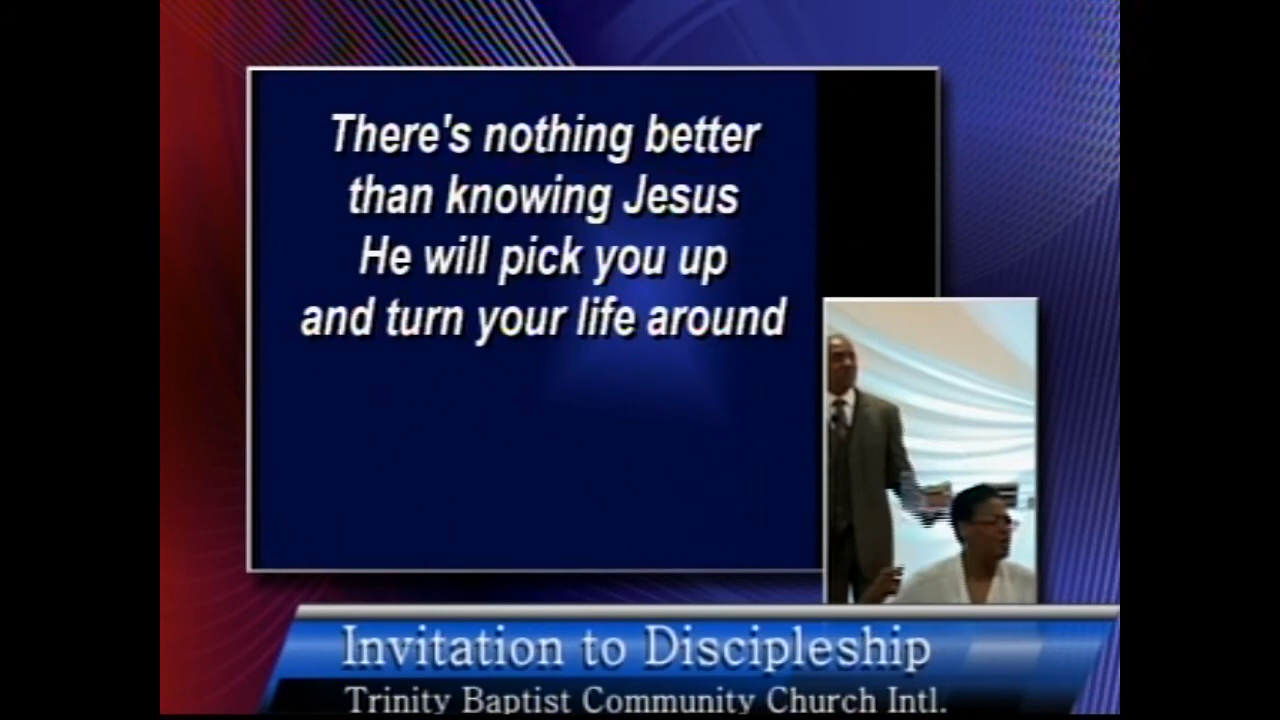 There's nothing better
than knowing Jesus
He will pick you up
and turn your life around
Invitation to Discipleship
Trinity Baptist Community Church Intl.